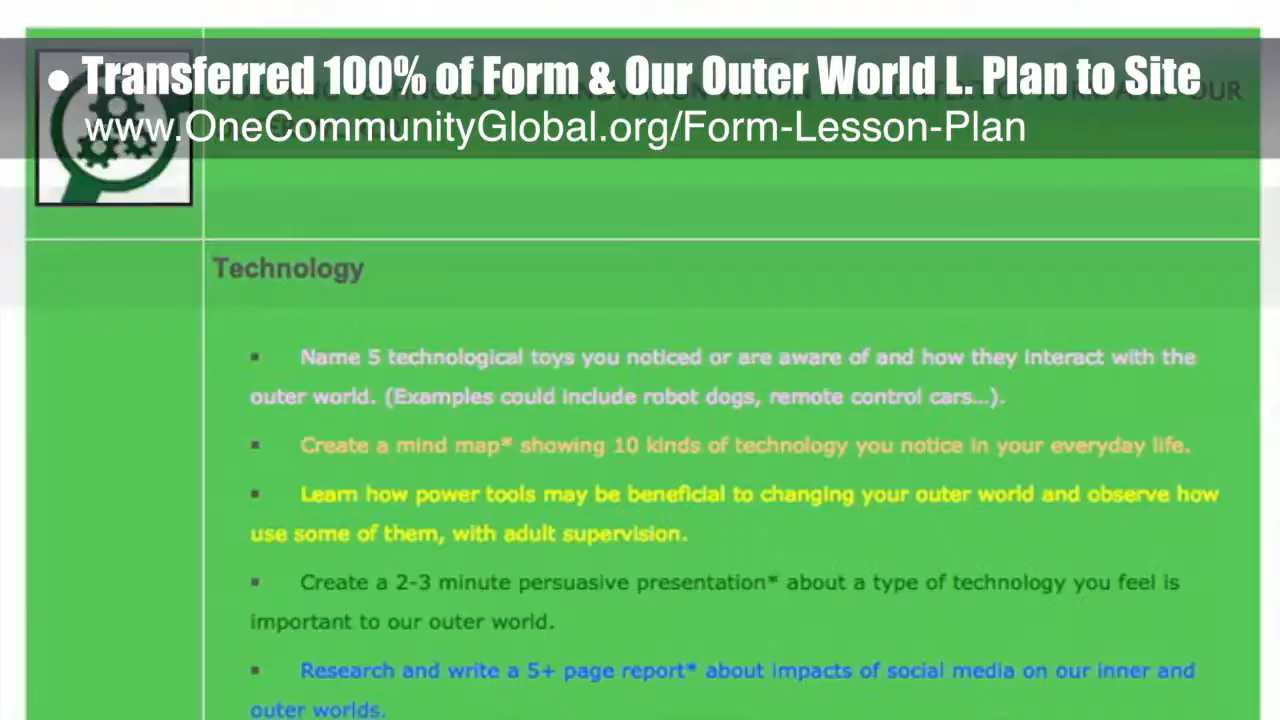 ● Transferred 100% of Form & Our Outer World L. Plan to Site
OUR
www.OneCommunityGlobal.org/Form-Lesson-Plan
Technology
▪ Name 5 technological toys you noticed or are aware of and how they interact with the
outer world. (Examples could include robot dogs, remote control cars...).
▪ Create a mind map* showing 10 kinds of technology you notice in your everyday life.
▪ Learn how power tools may be beneficial to changing your outer world and observe how
use some of them, with adult supervision.
▪ Create a 2-3 minute persuasive presentation* about a type of technology you feel is
important to our outer world.
▪ Research and write a 5+ page report* about impacts of social media on our inner and
outer worlds.